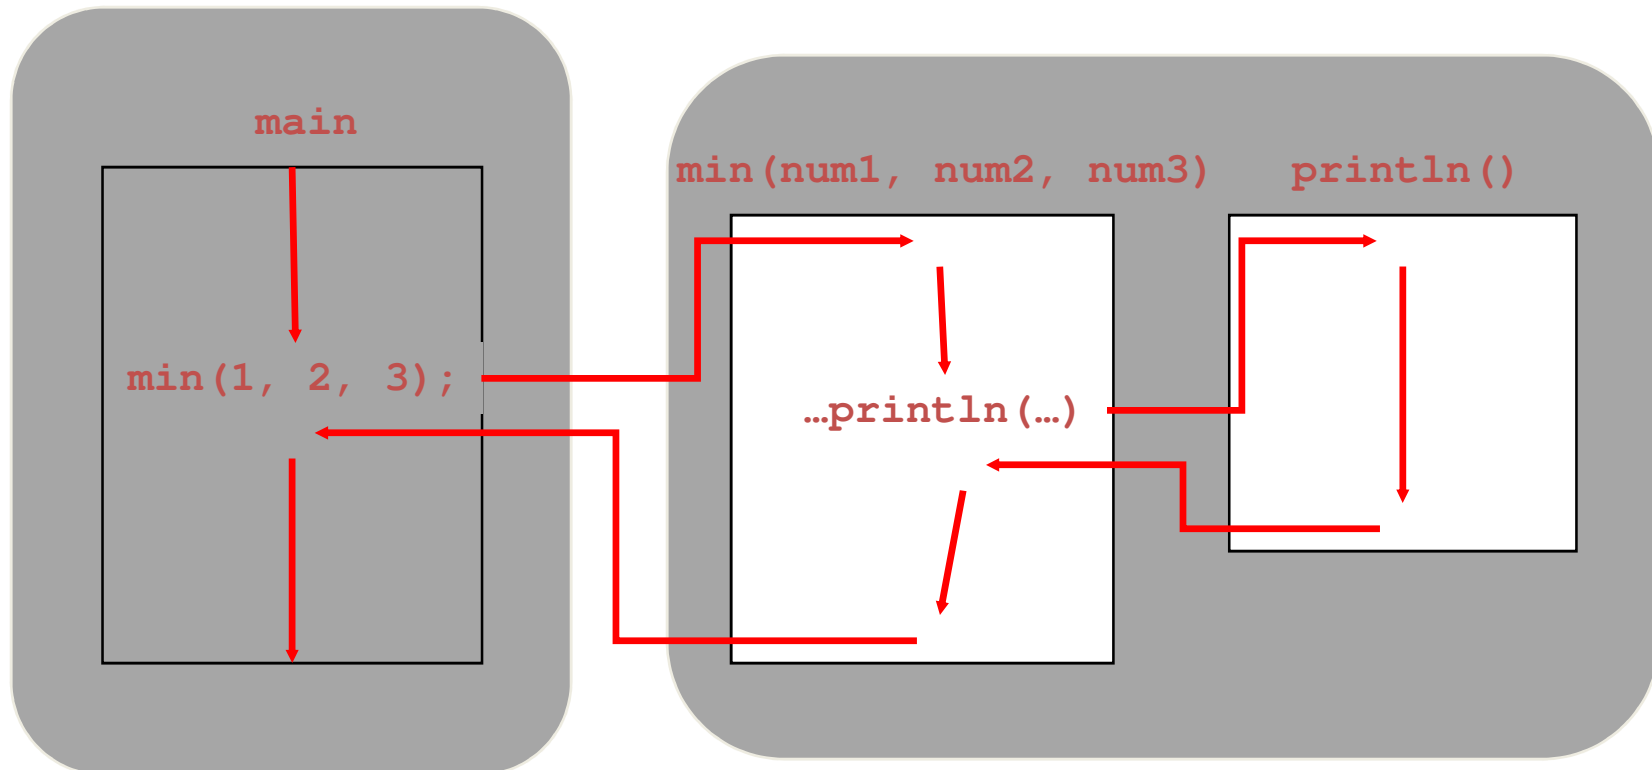 main
min(1, 2, 3);
min(num1, num2, num3)
…println(…)
println()